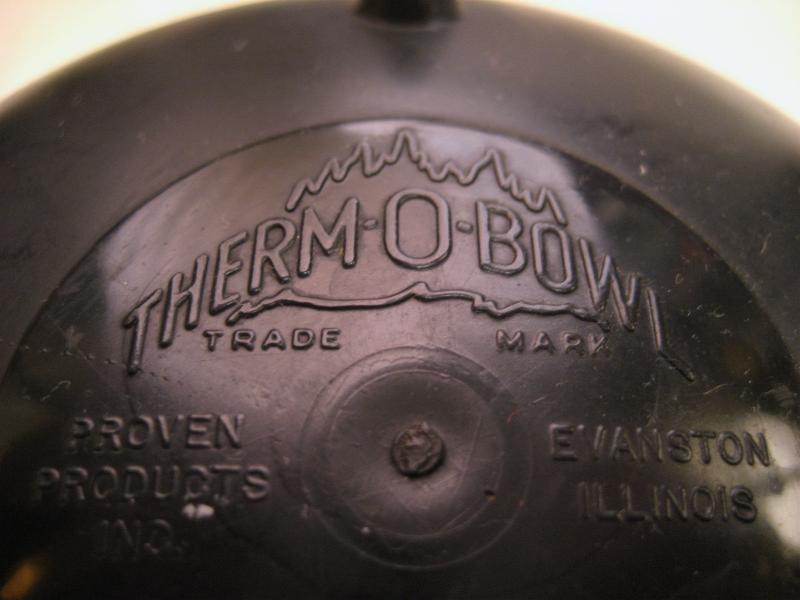 THERM-O-BOWL
TRADE MARK
PROVEN
PRODUCTS
INC.
EVANSTON
ILLINOIS